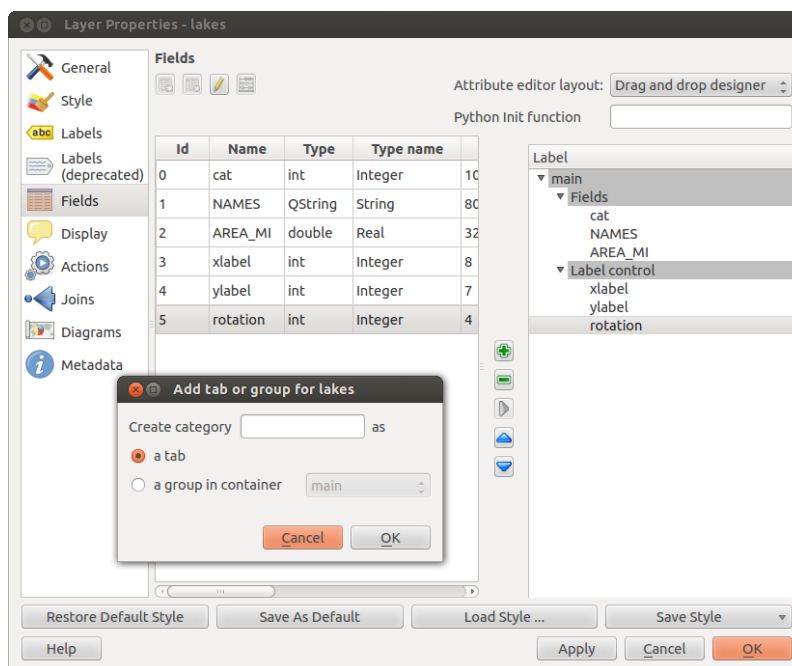 Layer Properties - lakes
General
Style
abc Labels
Labels
(deprecated)
Fields
Display
Actions
Joins
Diagrams
Metadata
Fields
Attribute editor layout: Drag and drop designer
Python Init function
Id Name Type Type name
0 cat int Integer 10
1 NAMES QString String 80
2 AREA_MI double Real 32
3 xlabel int Integer 8
4 ylabel int Integer 7
5 rotation int Integer 4
Label
main
Fields
cat
NAMES
AREA_MI
Label control
xlabel
ylabel
rotation
Add tab or group for lakes
Create category as
a tab
a group in container main
Cancel OK
Restore Default Style Save As Default Load Style ... Save Style
Help Apply Cancel OK